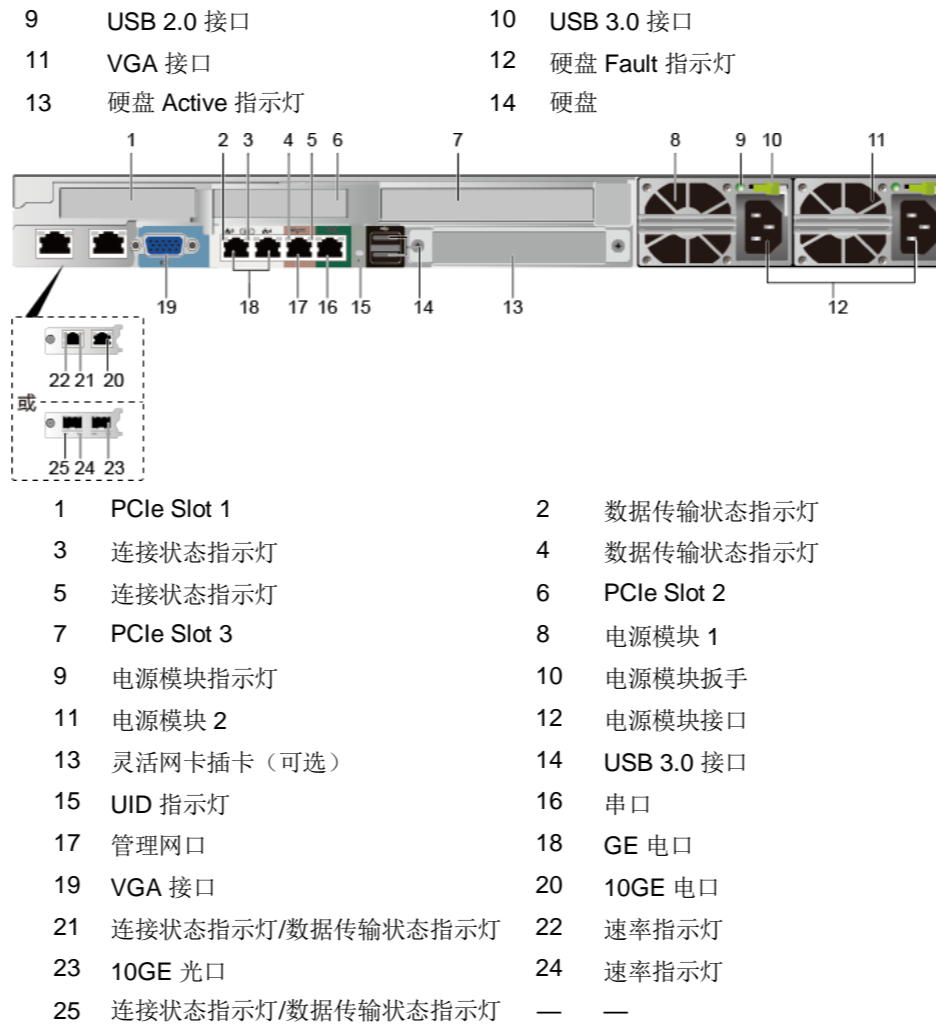 9 USB 2.0 接口 10 USB 3.0 接口
11 VGA 接口 12 硬盘 Fault 指示灯
13 硬盘 Active 指示灯 14 硬盘
1 2 3 4 5 6 7 8 9 10 11
19 18 17 16 15 14 13 12
22 21 20
或
25 24 23
1 PCIe Slot 1 2 数据传输状态指示灯
3 连接状态指示灯 4 数据传输状态指示灯
5 连接状态指示灯 6 PCIe Slot 2
7 PCIe Slot 3 8 电源模块 1
9 电源模块指示灯 10 电源模块扳手
11 电源模块 2 12 电源模块接口
13 灵活网卡插卡（可选） 14 USB 3.0 接口
15 UID 指示灯 16 串口
17 管理网口 18 GE 电口
19 VGA 接口 20 10GE 电口
21 连接状态指示灯/数据传输状态指示灯 22 速率指示灯
23 10GE 光口 24 速率指示灯
25 连接状态指示灯/数据传输状态指示灯 — —